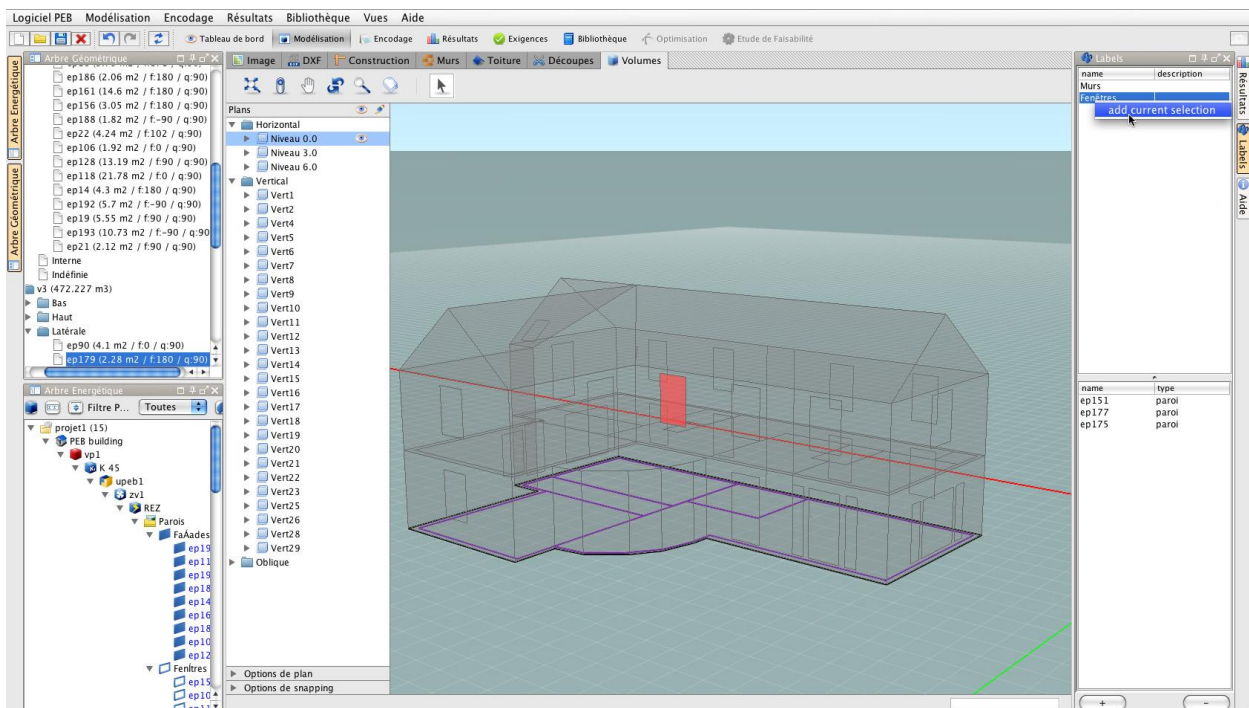 Logiciel PEB Modélisation Encodage Résultats Bibliothèque Vues Aide
Tableau de bord Modélisation Encodage Résultats Exigences Bibliothèque Optimisation Etude de Faisabilité
Arbre Energétique
Arbre Géométrique
Arbre Géométrique
ep186 (2.06 m2 / f:180 / q:90)
ep161 (14.6 m2 / f:180 / q:90)
ep156 (3.05 m2 / f:180 / q:90)
ep188 (1.82 m2 / f:-90 / q:90)
ep22 (4.24 m2 / f:102 / q:90)
ep106 (1.92 m2 / f:0 / q:90)
ep128 (13.19 m2 / f:90 / q:90)
ep118 (21.78 m2 / f:0 / q:90)
ep14 (4.3 m2 / f:180 / q:90)
ep192 (5.7 m2 / f:-90 / q:90)
ep19 (5.55 m2 / f:90 / q:90)
ep193 (10.73 m2 / f:-90 / q:90
ep21 (2.12 m2 / f:90 / q:90)
Interne
Indéfinie
v3 (472.227 m3)
Bas
Haut
Latérale
ep90 (4.1 m2 / f:0 / q:90)
ep179 (2.28 m2 / f:180 / q:90)
Arbre Energétique
Filtre P... Toutes
projet1 (15)
PEB building
vp1
K 45
upeb1
zv1
REZ
Parois
FaÁades
ep19
ep11
ep19
ep18
ep14
ep16
ep18
ep10
ep12
FenÍtres
ep15
ep10
Image DXF Construction Murs Toiture Découpes Volumes
Plans
Horizontal
Niveau 0.0
Niveau 3.0
Niveau 6.0
Vertical
Vert1
Vert2
Vert4
Vert5
Vert6
Vert7
Vert8
Vert9
Vert10
Vert11
Vert12
Vert13
Vert14
Vert15
Vert16
Vert17
Vert18
Vert19
Vert20
Vert21
Vert22
Vert23
Vert25
Vert26
Vert28
Vert29
Oblique
Options de plan
Options de snapping
Labels
name description
Murs
Fenêtres
add current selection
name type
ep151 paroi
ep177 paroi
ep175 paroi
+ -
Résultats
Labels
Aide